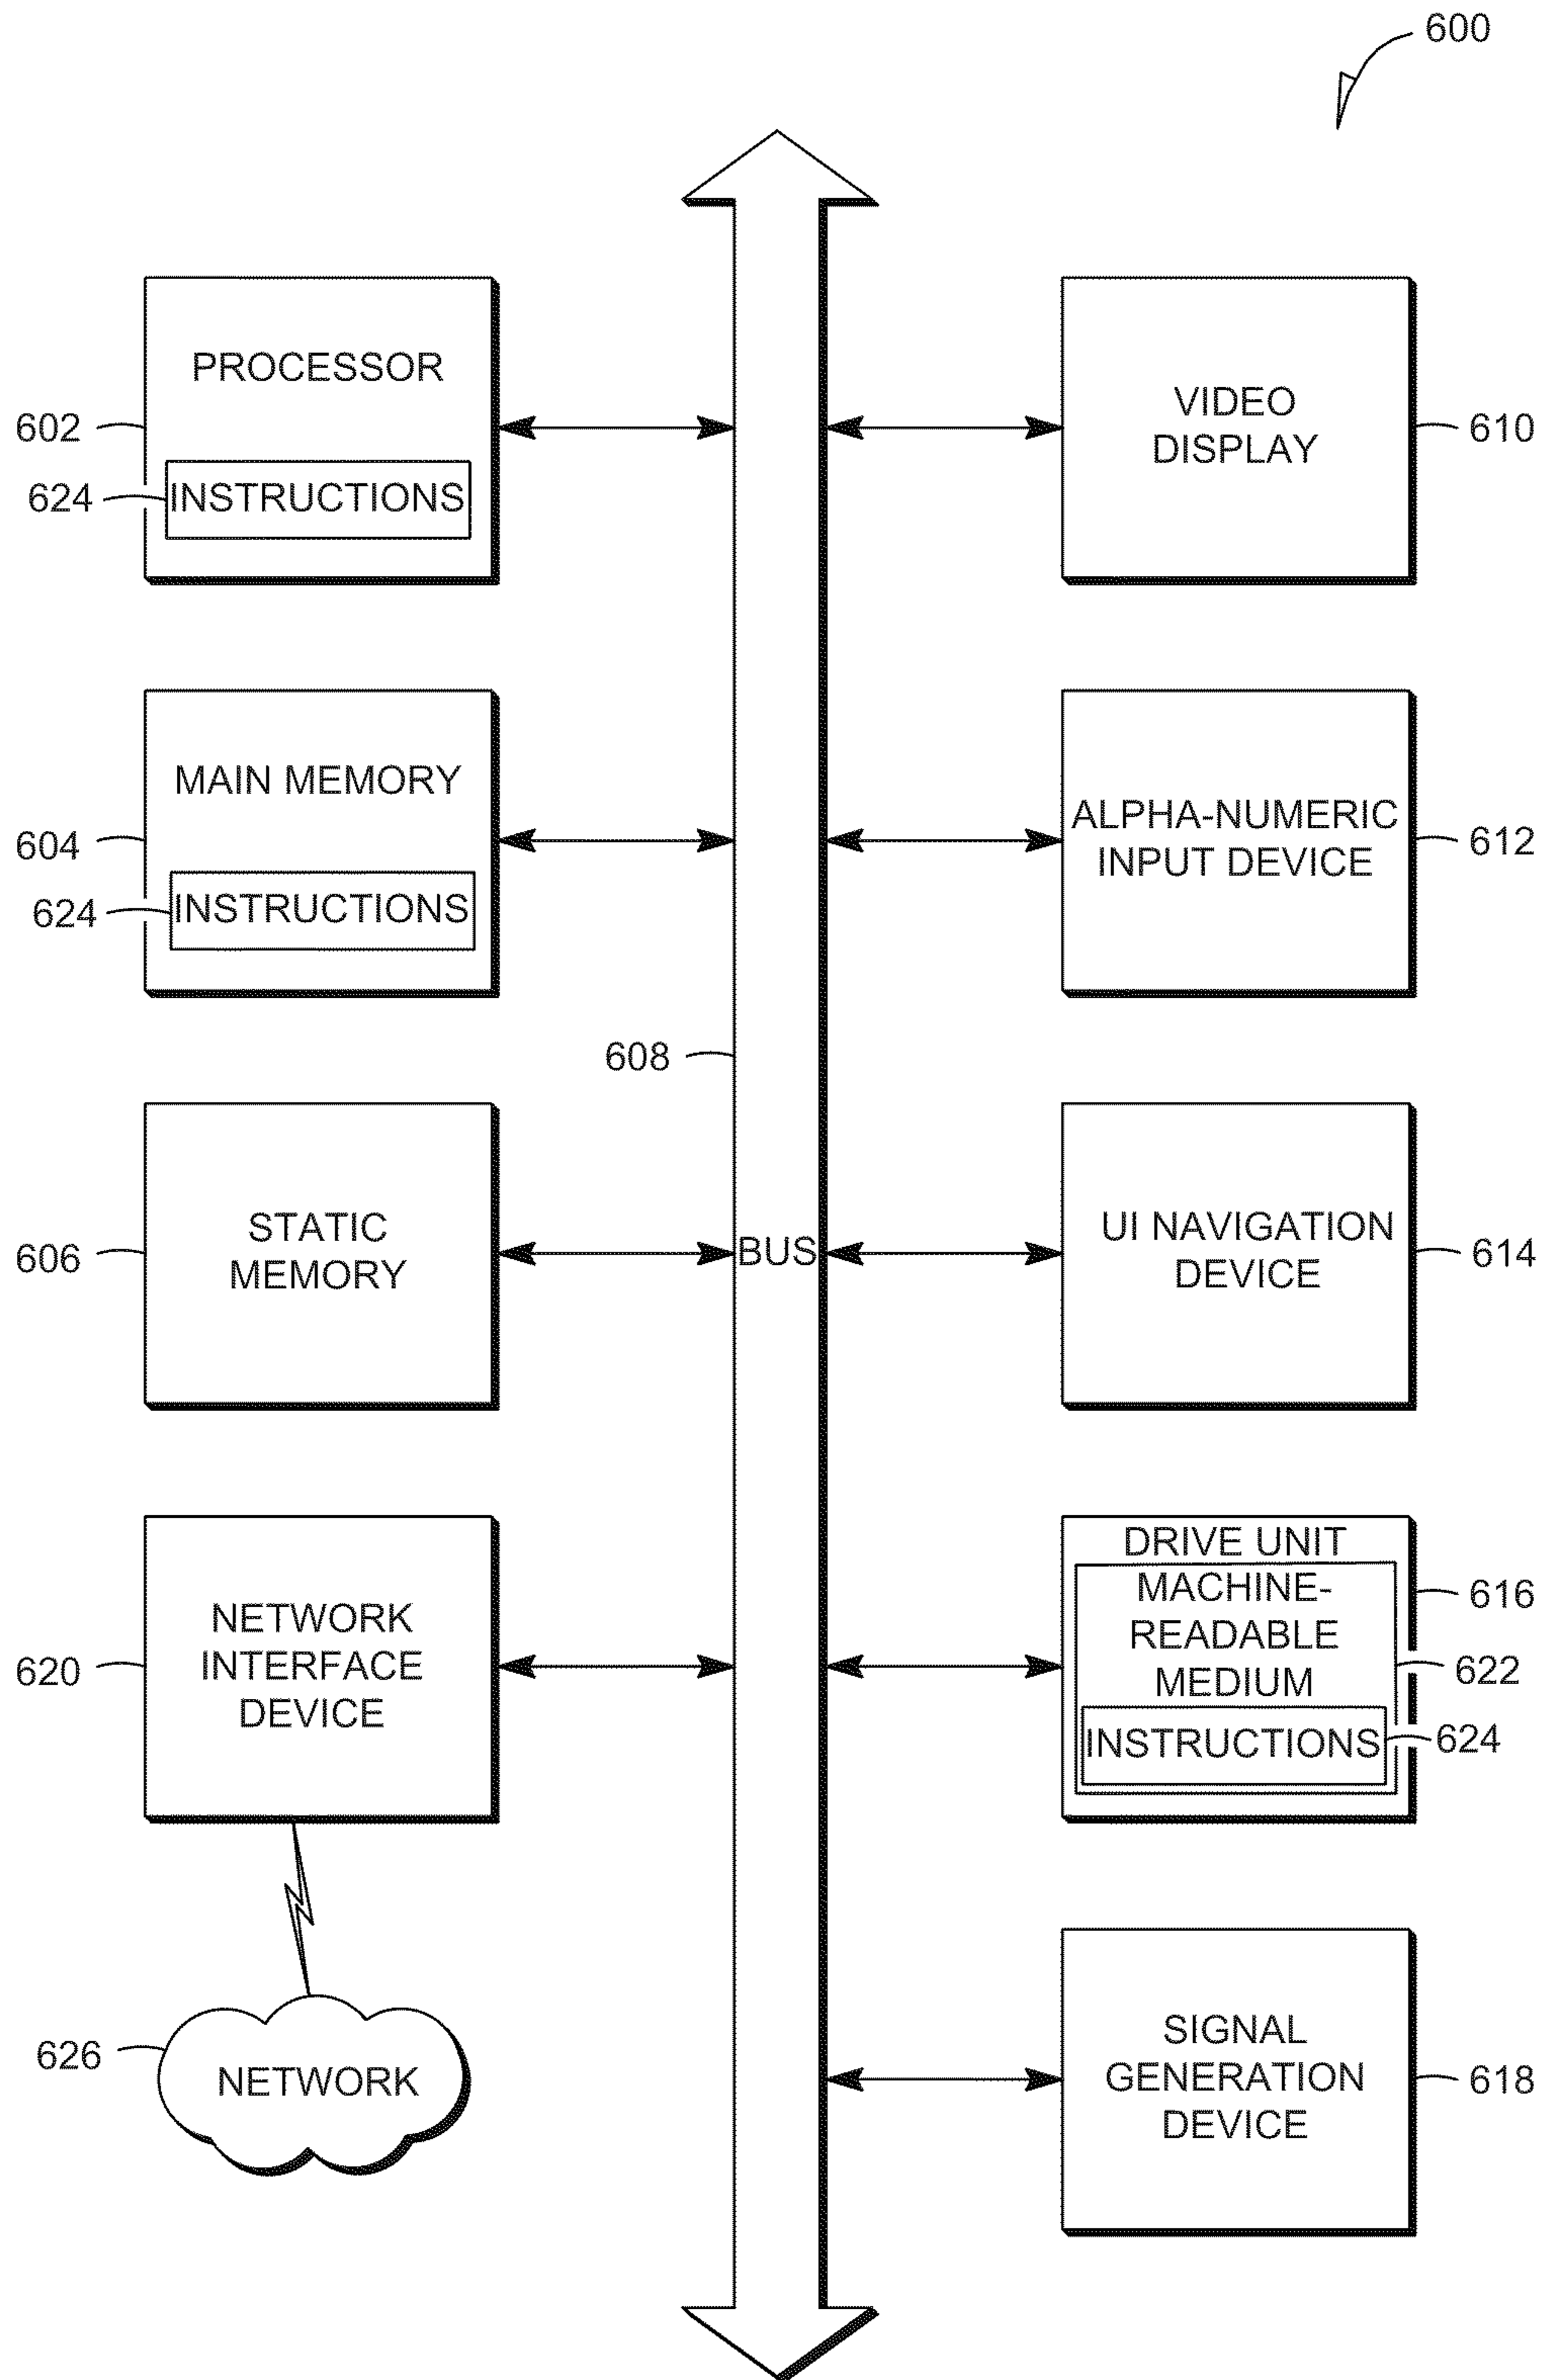 600
PROCESSOR
602
624
INSTRUCTIONS
VIDEO
DISPLAY
610
MAIN MEMORY
604
624
INSTRUCTIONS
ALPHA-NUMERIC
INPUT DEVICE
612
608
STATIC
MEMORY
606
BUS
UI NAVIGATION
DEVICE
614
NETWORK
INTERFACE
DEVICE
620
DRIVE UNIT
MACHINE-
READABLE
MEDIUM
INSTRUCTIONS
616
622
624
626
NETWORK
SIGNAL
GENERATION
DEVICE
618